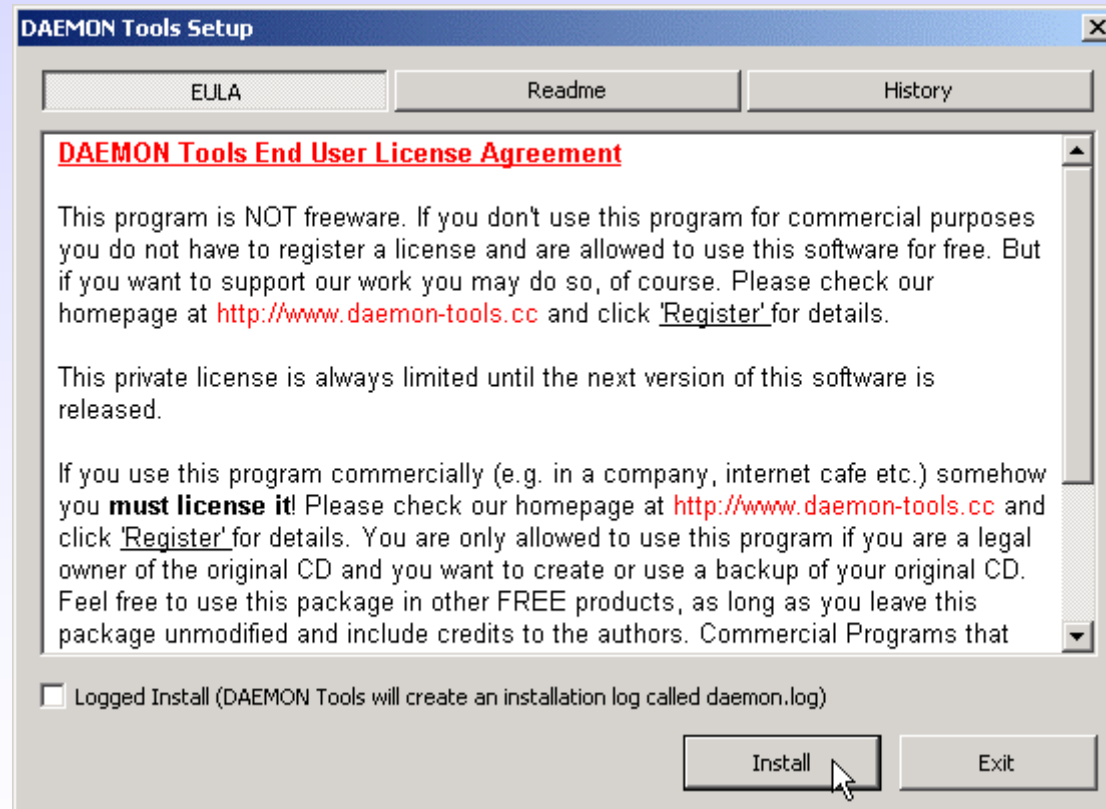 DAEMON Tools Setup
EULA
Readme
History
DAEMON Tools End User License Agreement
This program is NOT freeware. If you don't use this program for commercial purposes
you do not have to register a license and are allowed to use this software for free. But
if you want to support our work you may do so, of course. Please check our
homepage at http://www.daemon-tools.cc and click 'Register' for details.
This private license is always limited until the next version of this software is
released.
If you use this program commercially (e.g. in a company, internet cafe etc.) somehow
you must license it! Please check our homepage at http://www.daemon-tools.cc and
click 'Register' for details. You are only allowed to use this program if you are a legal
owner of the original CD and you want to create or use a backup of your original CD.
Feel free to use this package in other FREE products, as long as you leave this
package unmodified and include credits to the authors. Commercial Programs that
Logged Install (DAEMON Tools will create an installation log called daemon.log)
Install
Exit